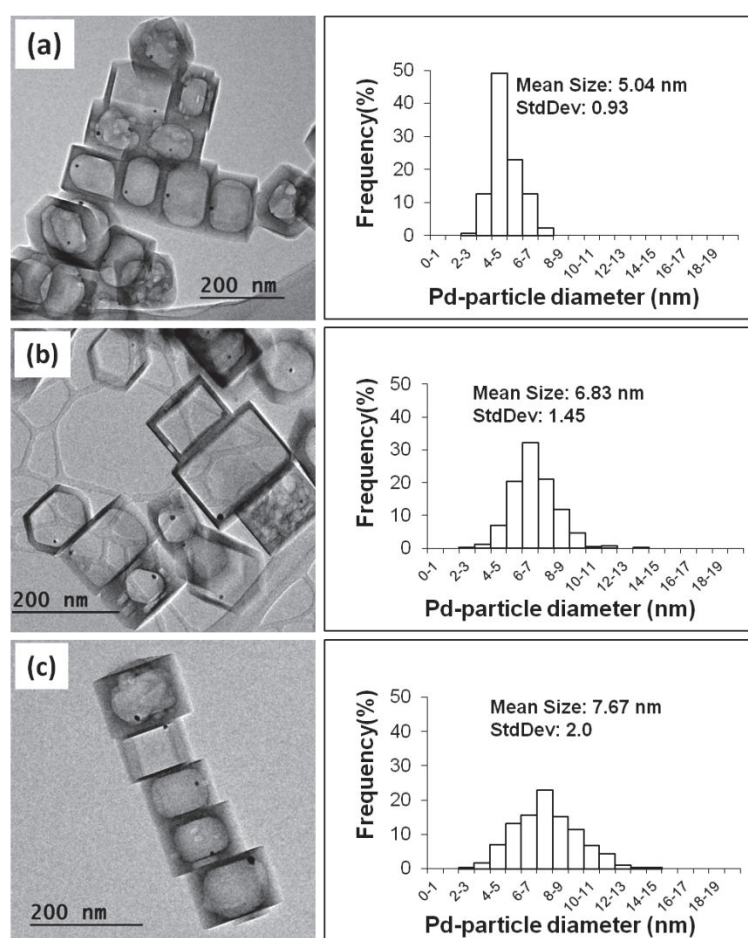 (a)
200 nm
50
40
30
20
10
0
Frequency(%)
Mean Size: 5.04 nm
StdDev: 0.93
0-1
2-3
4-5
6-7
8-9
10-11
12-13
14-15
16-17
18-19
Pd-particle diameter (nm)
(b)
200 nm
50
40
30
20
10
0
Frequency(%)
Mean Size: 6.83 nm
StdDev: 1.45
0-1
2-3
4-5
6-7
8-9
10-11
12-13
14-15
16-17
18-19
Pd-particle diameter (nm)
(c)
200 nm
50
40
30
20
10
0
Frequency(%)
Mean Size: 7.67 nm
StdDev: 2.0
0-1
2-3
4-5
6-7
8-9
10-11
12-13
14-15
16-17
18-19
Pd-particle diameter (nm)